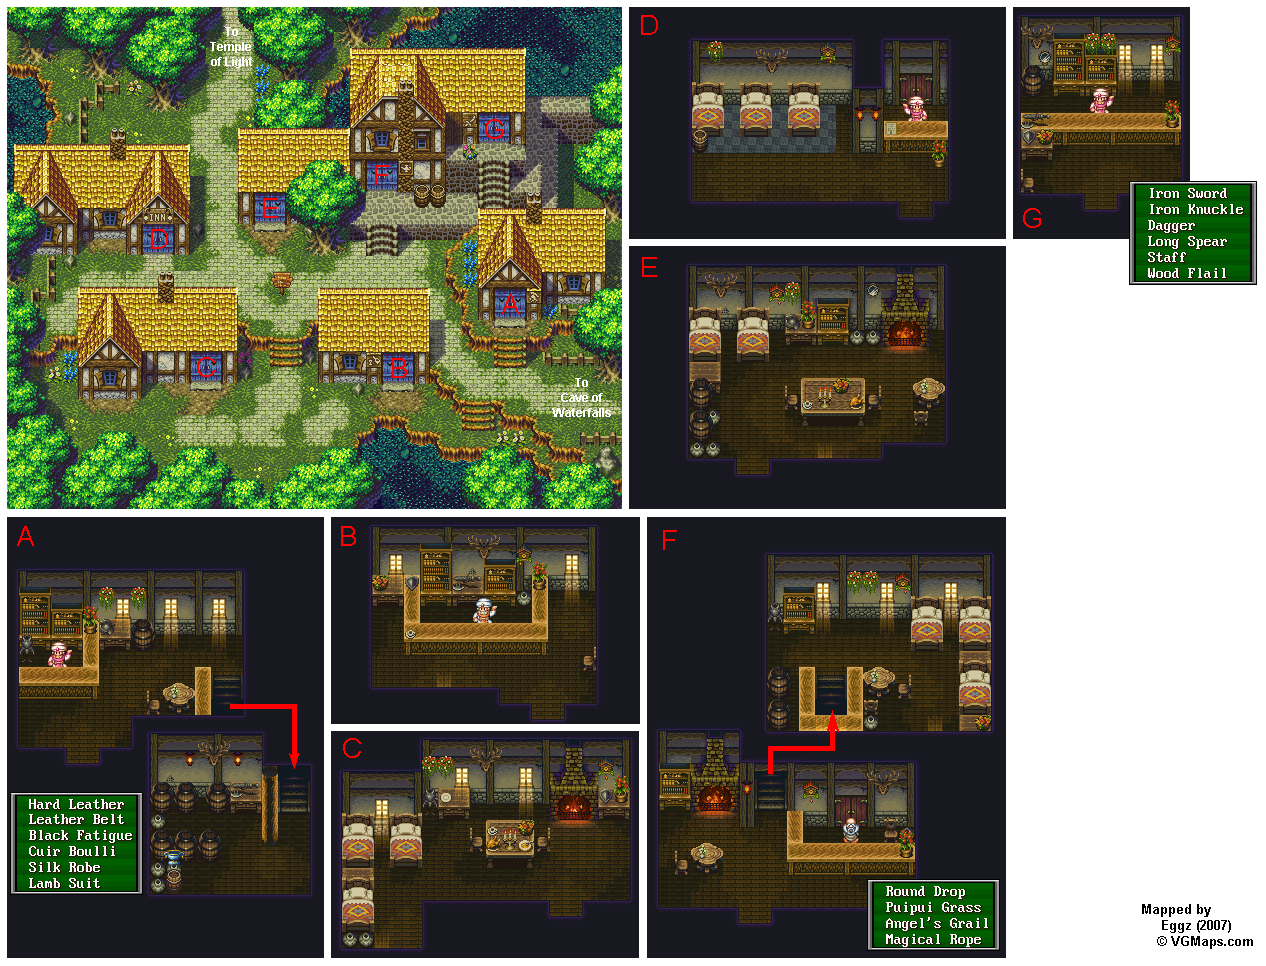 To
Temple
of Light
G
F
E
INN
D
A
C
B
To
Cave of
Waterfalls
D
E
G
Iron Sword
Iron Knuckle
Dagger
Long Spear
Staff
Wood Flail
A
Hard Leather
Leather Belt
Black Fatigue
Cuir Boulli
Silk Robe
Lamb Suit
B
C
F
Round Drop
Puipui Grass
Angel's Grail
Magical Rope
Mapped by
Eggz (2007)
© VGMaps.com